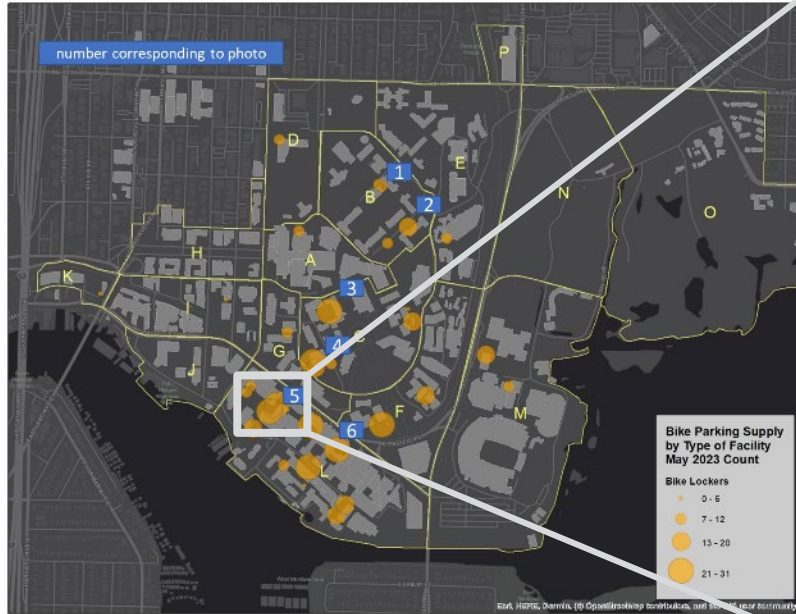 number corresponding to photo
P
D
E
1
B
2
N
O
H
A
K
3
I
G
4
J
5
M
F
6
L
Bike Parking Supply
by Type of Facility
May 2023 Count
Bike Lockers
0 - 6
7 - 12
13 - 20
21 - 31